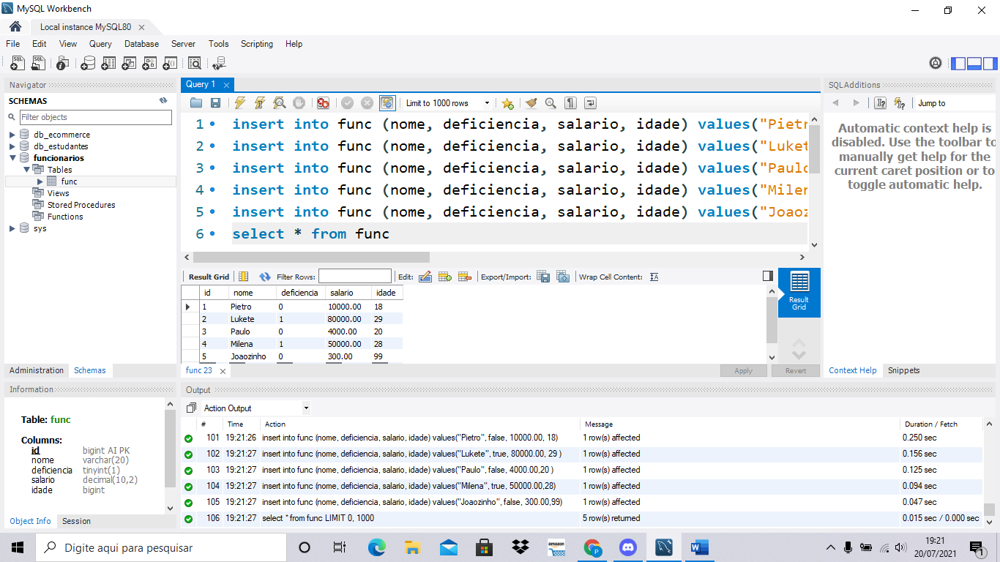 MySQL Workbench
Local instance MySQL80
File Edit View Query Database Server Tools Scripting Help
Navigator
SCHEMAS
Filter objects
db_ecommerce
db_estudantes
funcionarios
Tables
func
Views
Stored Procedures
Functions
sys
Administration Schemas
Information
Table: func
Columns:
id bigint AI PK
nome varchar(20)
deficiencia tinyint(1)
salario decimal(10,2)
idade bigint
Object Info Session
Query 1
Limit to 1000 rows
1 insert into func (nome, deficiencia, salario, idade) values("Pietr
2 insert into func (nome, deficiencia, salario, idade) values("Luket
3 insert into func (nome, deficiencia, salario, idade) values("Paulo
4 insert into func (nome, deficiencia, salario, idade) values("Milen
5 insert into func (nome, deficiencia, salario, idade) values("Joaoz
6 select * from func
Result Grid Filter Rows: Edit: Export/Import: Wrap Cell Content:
id nome deficiencia salario idade
1 Pietro 0 10000.00 18
2 Lukete 1 80000.00 29
3 Paulo 0 4000.00 20
4 Milena 1 50000.00 28
5 Joaozinho 0 300.00 99
Result
Grid
func 23 Apply Revert
SQLAdditions
Jump to
Automatic context help is
disabled. Use the toolbar to
manually get help for the
current caret position or to
toggle automatic help.
Context Help Snippets
Output
Action Output
# Time Action Message Duration / Fetch
101 19:21:26 insert into func (nome, deficiencia, salario, idade) values("Pietro", false, 10000.00, 18) 1 row(s) affected 0.250 sec
102 19:21:27 insert into func (nome, deficiencia, salario, idade) values("Lukete", true, 80000.00, 29 ) 1 row(s) affected 0.156 sec
103 19:21:27 insert into func (nome, deficiencia, salario, idade) values("Paulo", false, 4000.00,20 ) 1 row(s) affected 0.125 sec
104 19:21:27 insert into func (nome, deficiencia, salario, idade) values("Milena", true, 50000.00,28) 1 row(s) affected 0.094 sec
105 19:21:27 insert into func (nome, deficiencia, salario, idade) values("Joaozinho", false, 300.00,99) 1 row(s) affected 0.047 sec
106 19:21:27 select * from func LIMIT 0, 1000 5 row(s) returned 0.015 sec / 0.000 sec
Digite aqui para pesquisar
19:21
20/07/2021